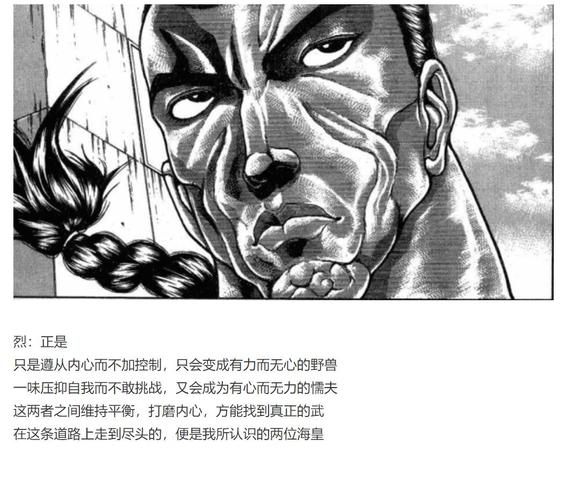 烈：正是
只是遵从内心而不加控制，只会变成有力而无心的野兽
一味压抑自我而不敢挑战，又会成为有心而无力的懦夫
这两者之间维持平衡，打磨内心，方能找到真正的武
在这条道路上走到尽头的，便是我所认识的两位海皇